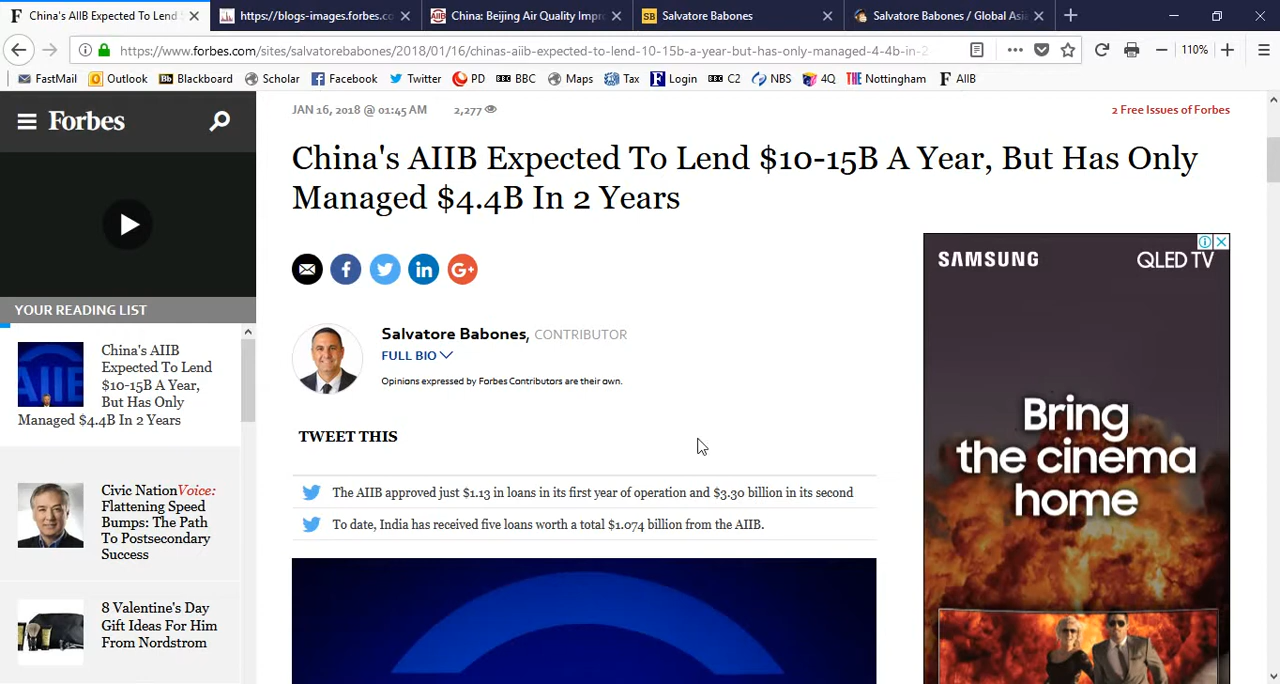 China's AIIB Expected To Lend
https://blogs-images.forbes.co
China: Beijing Air Quality Impr
SB Salvatore Babones
Salvatore Babones / Global Asi
https://www.forbes.com/sites/salvatorebabones/2018/01/16/chinas-aiib-expected-to-lend-10-15b-a-year-but-has-only-managed-4-4b-in-2
110%
FastMail Outlook Bb Blackboard Scholar Facebook Twitter PD BBC BBC Maps Tax F Login BBC C2 NBS 4Q THE Nottingham F AIIB
Forbes
YOUR READING LIST
China's AIIB
Expected To Lend
$10-15B A Year,
But Has Only
Managed $4.4B In 2 Years
Civic NationVoice:
Flattening Speed
Bumps: The Path
To Postsecondary
Success
8 Valentine's Day
Gift Ideas For Him
From Nordstrom
JAN 16, 2018 @ 01:45 AM 2,277
2 Free Issues of Forbes
China's AIIB Expected To Lend $10-15B A Year, But Has Only
Managed $4.4B In 2 Years
Salvatore Babones, CONTRIBUTOR
FULL BIO
Opinions expressed by Forbes Contributors are their own.
TWEET THIS
The AIIB approved just $1.13 in loans in its first year of operation and $3.30 billion in its second
To date, India has received five loans worth a total $1.074 billion from the AIIB.
SAMSUNG QLED TV
Bring
the cinema
home